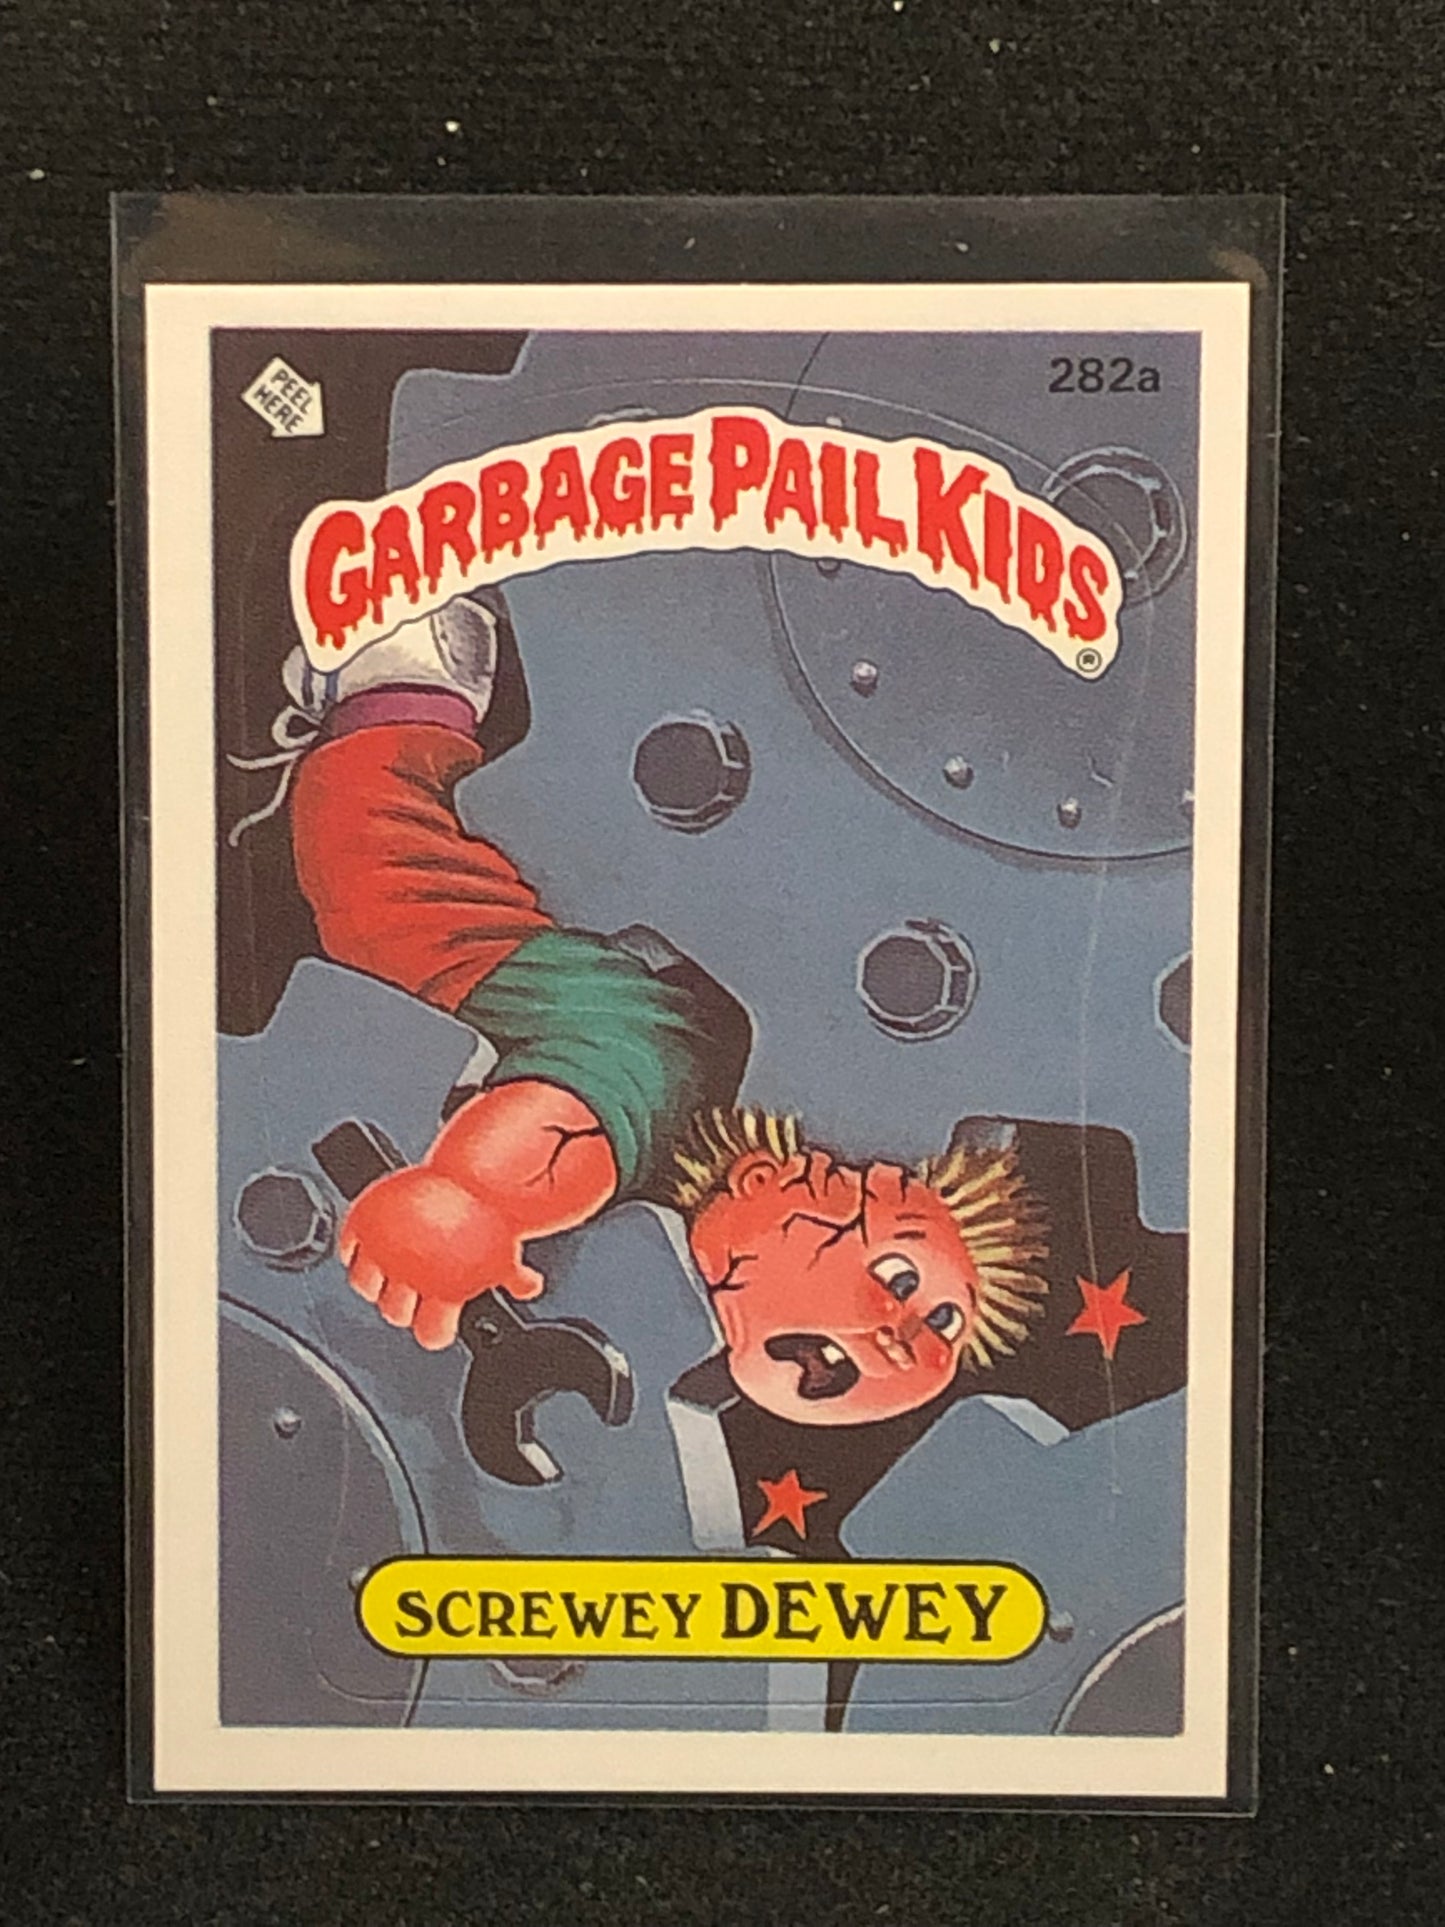 PEEL
HERE
282a
GARBAGE PAIL KIDS
®
SCREWEY DEWEY